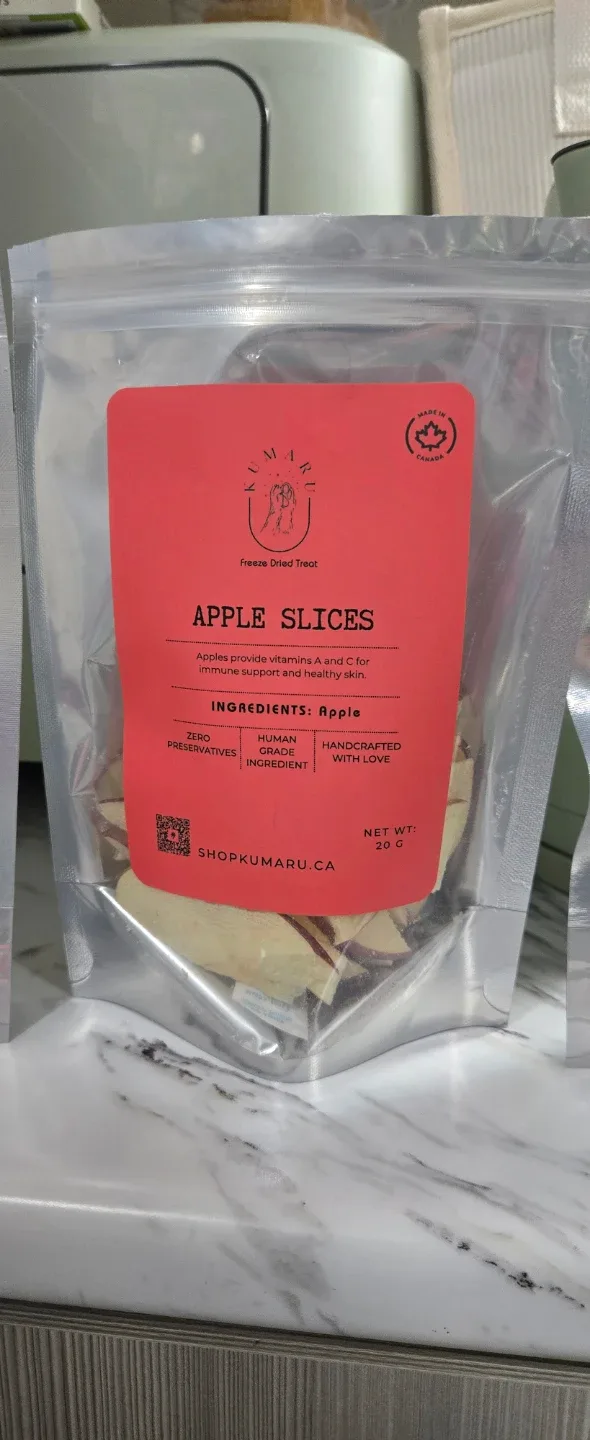 MADE IN
CANADA
KUMARU
Freeze Dried Treat
APPLE SLICES
Apples provide vitamins A and C for
immune support and healthy skin.
INGREDIENTS: Apple
ZERO
PRESERVATIVES
HUMAN
GRADE
INGREDIENT
HANDCRAFTED
WITH LOVE
SHOPKUMARU.CA
NET WT:
20 G